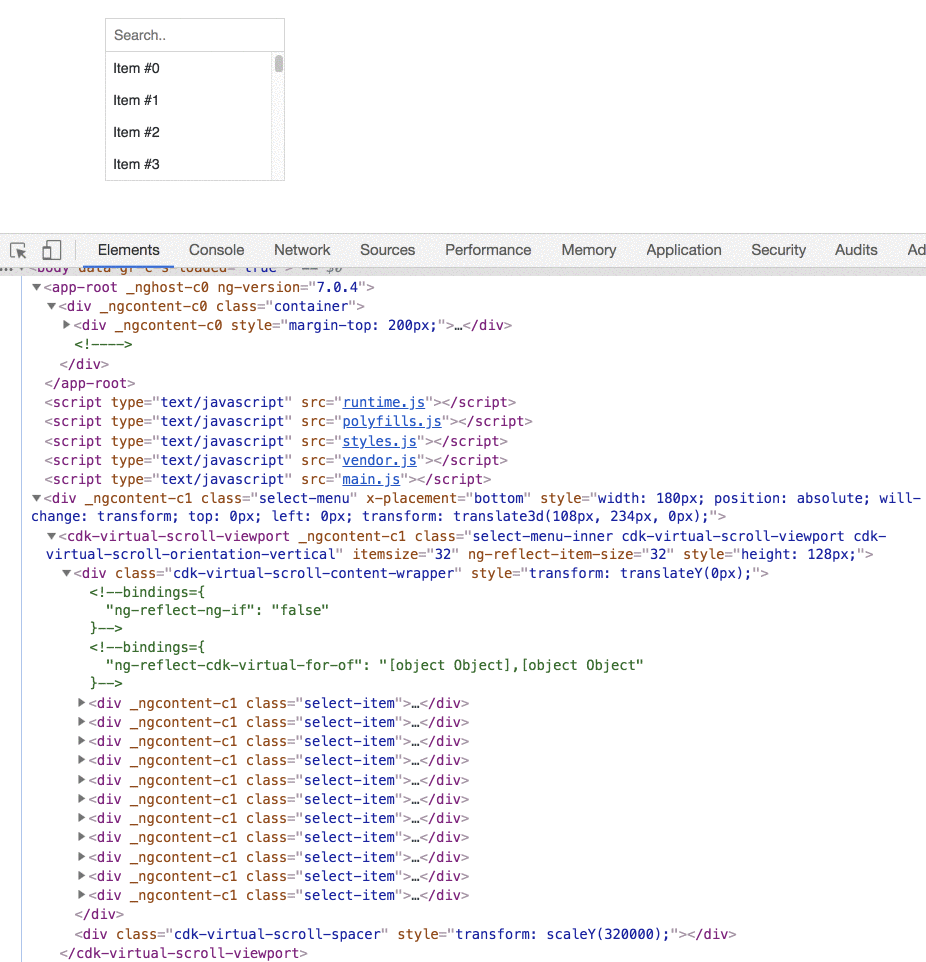 Search..
Item #0
Item #1
Item #2
Item #3
Elements Console Network Sources Performance Memory Application Security Audits Ad
<body data-gr-c-s-loaded="true"> == $0
<app-root _nghost-c0 ng-version="7.0.4">
<div _ngcontent-c0 class="container">
<div _ngcontent-c0 style="margin-top: 200px;">…</div>
<!---->
</div>
</app-root>
<script type="text/javascript" src="runtime.js"></script>
<script type="text/javascript" src="polyfills.js"></script>
<script type="text/javascript" src="styles.js"></script>
<script type="text/javascript" src="vendor.js"></script>
<script type="text/javascript" src="main.js"></script>
<div _ngcontent-c1 class="select-menu" x-placement="bottom" style="width: 180px; position: absolute; will-
change: transform; top: 0px; left: 0px; transform: translate3d(108px, 234px, 0px);">
<cdk-virtual-scroll-viewport _ngcontent-c1 class="select-menu-inner cdk-virtual-scroll-viewport cdk-
virtual-scroll-orientation-vertical" itemsize="32" ng-reflect-item-size="32" style="height: 128px;">
<div class="cdk-virtual-scroll-content-wrapper" style="transform: translateY(0px);">
<!--bindings={
"ng-reflect-ng-if": "false"
}-->
<!--bindings={
"ng-reflect-cdk-virtual-for-of": "[object Object],[object Object"
}-->
<div _ngcontent-c1 class="select-item">…</div>
<div _ngcontent-c1 class="select-item">…</div>
<div _ngcontent-c1 class="select-item">…</div>
<div _ngcontent-c1 class="select-item">…</div>
<div _ngcontent-c1 class="select-item">…</div>
<div _ngcontent-c1 class="select-item">…</div>
<div _ngcontent-c1 class="select-item">…</div>
<div _ngcontent-c1 class="select-item">…</div>
<div _ngcontent-c1 class="select-item">…</div>
<div _ngcontent-c1 class="select-item">…</div>
<div _ngcontent-c1 class="select-item">…</div>
</div>
<div class="cdk-virtual-scroll-spacer" style="transform: scaleY(320000);"></div>
</cdk-virtual-scroll-viewport>